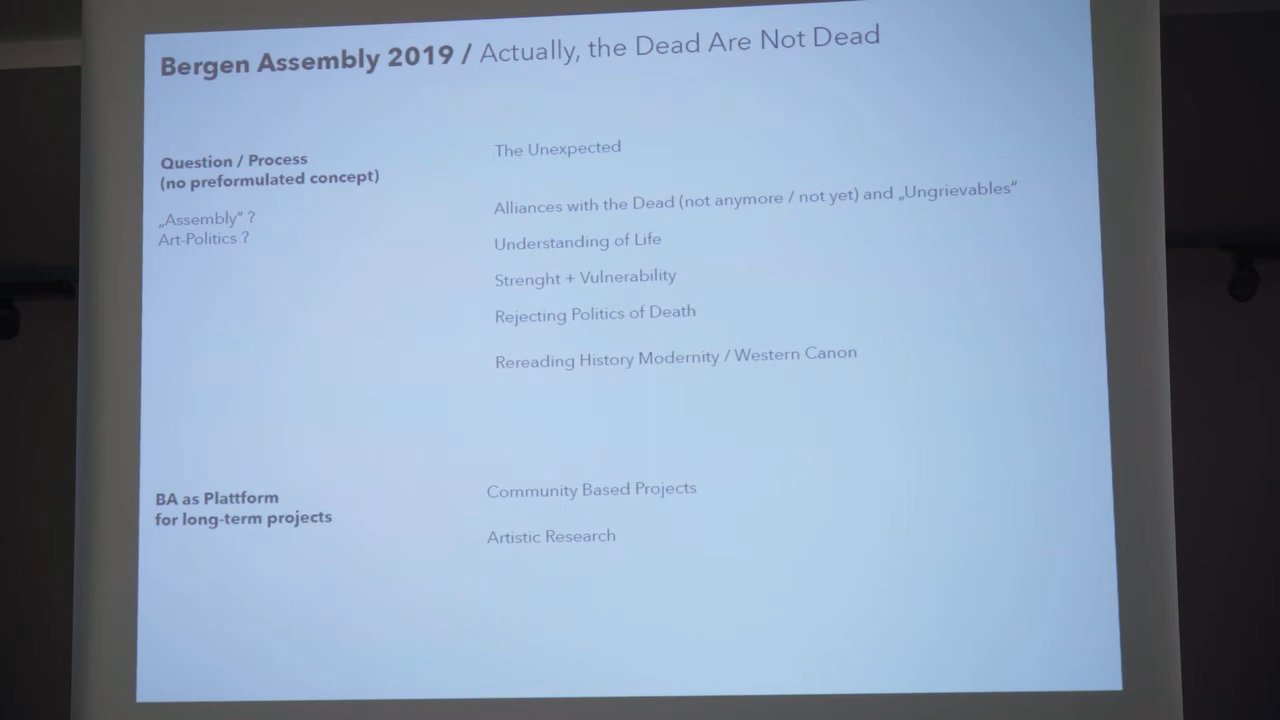 Bergen Assembly 2019 / Actually, the Dead Are Not Dead
Question / Process
(no preformulated concept)
„Assembly“ ?
Art-Politics ?
The Unexpected
Alliances with the Dead (not anymore / not yet) and „Ungrievables“
Understanding of Life
Strenght + Vulnerability
Rejecting Politics of Death
Rereading History Modernity / Western Canon
BA as Plattform
for long-term projects
Community Based Projects
Artistic Research